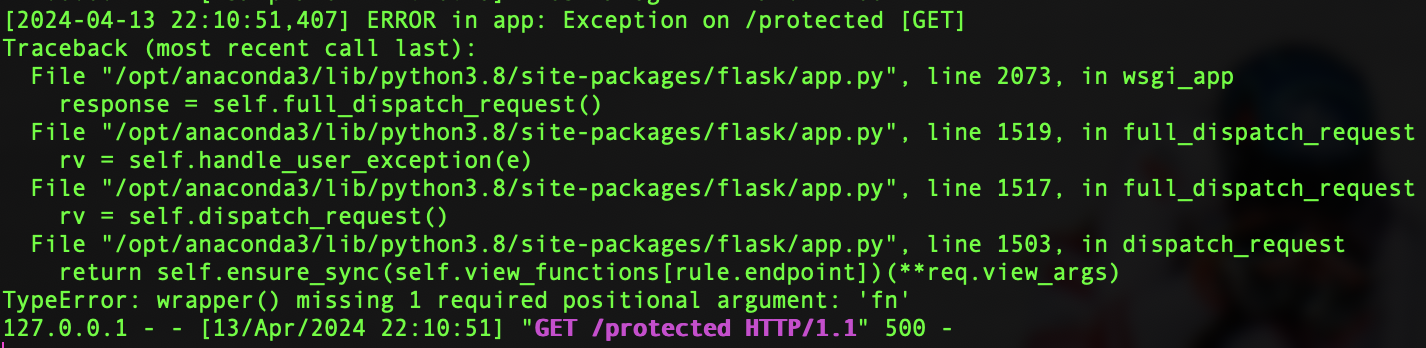 [2024-04-13 22:10:51,407] ERROR in app: Exception on /protected [GET]
Traceback (most recent call last):
  File "/opt/anaconda3/lib/python3.8/site-packages/flask/app.py", line 2073, in wsgi_app
    response = self.full_dispatch_request()
  File "/opt/anaconda3/lib/python3.8/site-packages/flask/app.py", line 1519, in full_dispatch_request
    rv = self.handle_user_exception(e)
  File "/opt/anaconda3/lib/python3.8/site-packages/flask/app.py", line 1517, in full_dispatch_request
    rv = self.dispatch_request()
  File "/opt/anaconda3/lib/python3.8/site-packages/flask/app.py", line 1503, in dispatch_request
    return self.ensure_sync(self.view_functions[rule.endpoint])(**req.view_args)
TypeError: wrapper() missing 1 required positional argument: 'fn'
127.0.0.1 - - [13/Apr/2024 22:10:51] "GET /protected HTTP/1.1" 500 -